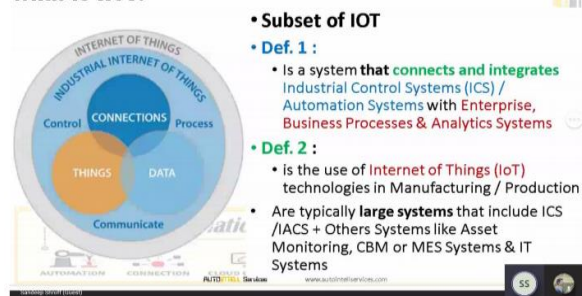 • Subset of IOT
• Def. 1 :
• Is a system that connects and integrates
Industrial Control Systems (ICS) /
Automation Systems with Enterprise,
Business Processes & Analytics Systems
• Def. 2 :
• is the use of Internet of Things (IoT)
technologies in Manufacturing / Production
• Are typically large systems that include ICS
/IACS + Others Systems like Asset
Monitoring, CBM or MES Systems & IT
Systems
INTERNET OF THINGS
INDUSTRIAL INTERNET OF THINGS
CONNECTIONS
Control
Process
THINGS
DATA
Communicate
AUTOMATION
CONNECTION
CLOUD
Services
www.autointellservices.com
SS